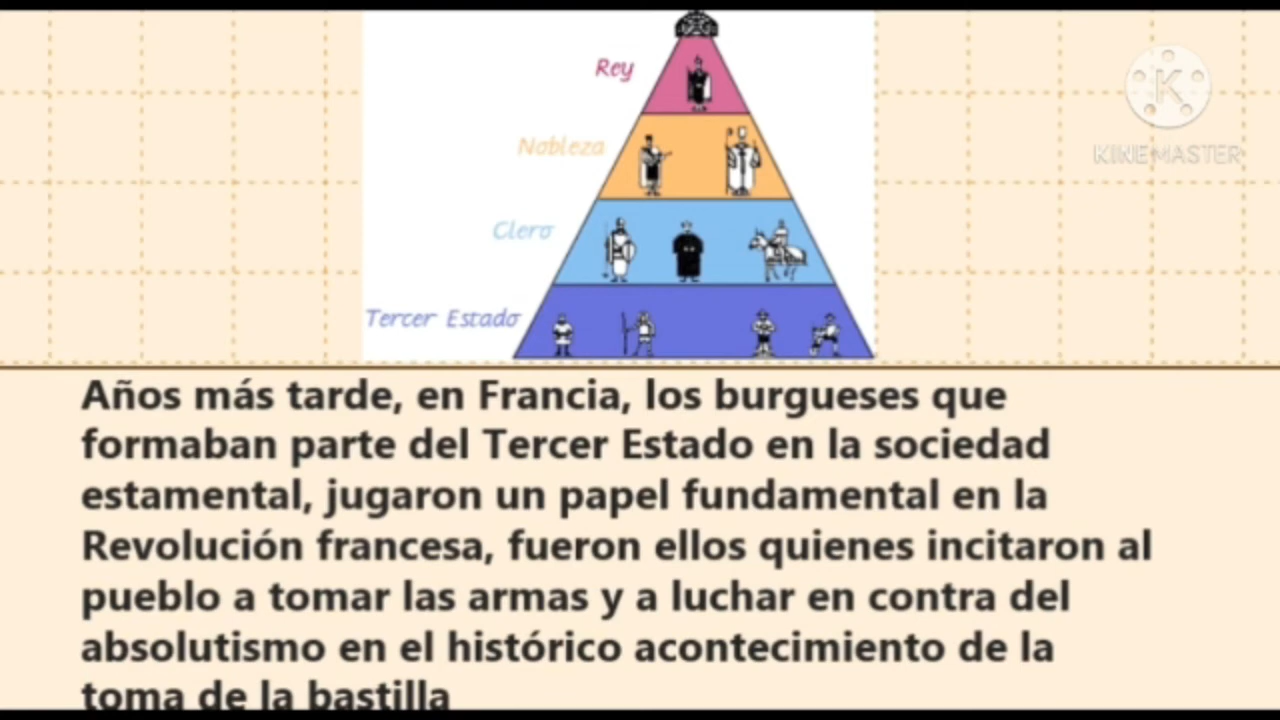 Rey
KINEMASTER
Nobleza
Clero
Tercer Estado
Años más tarde, en Francia, los burgueses que
formaban parte del Tercer Estado en la sociedad
estamental, jugaron un papel fundamental en la
Revolución francesa, fueron ellos quienes incitaron al
pueblo a tomar las armas y a luchar en contra del
absolutismo en el histórico acontecimiento de la
toma de la bastilla